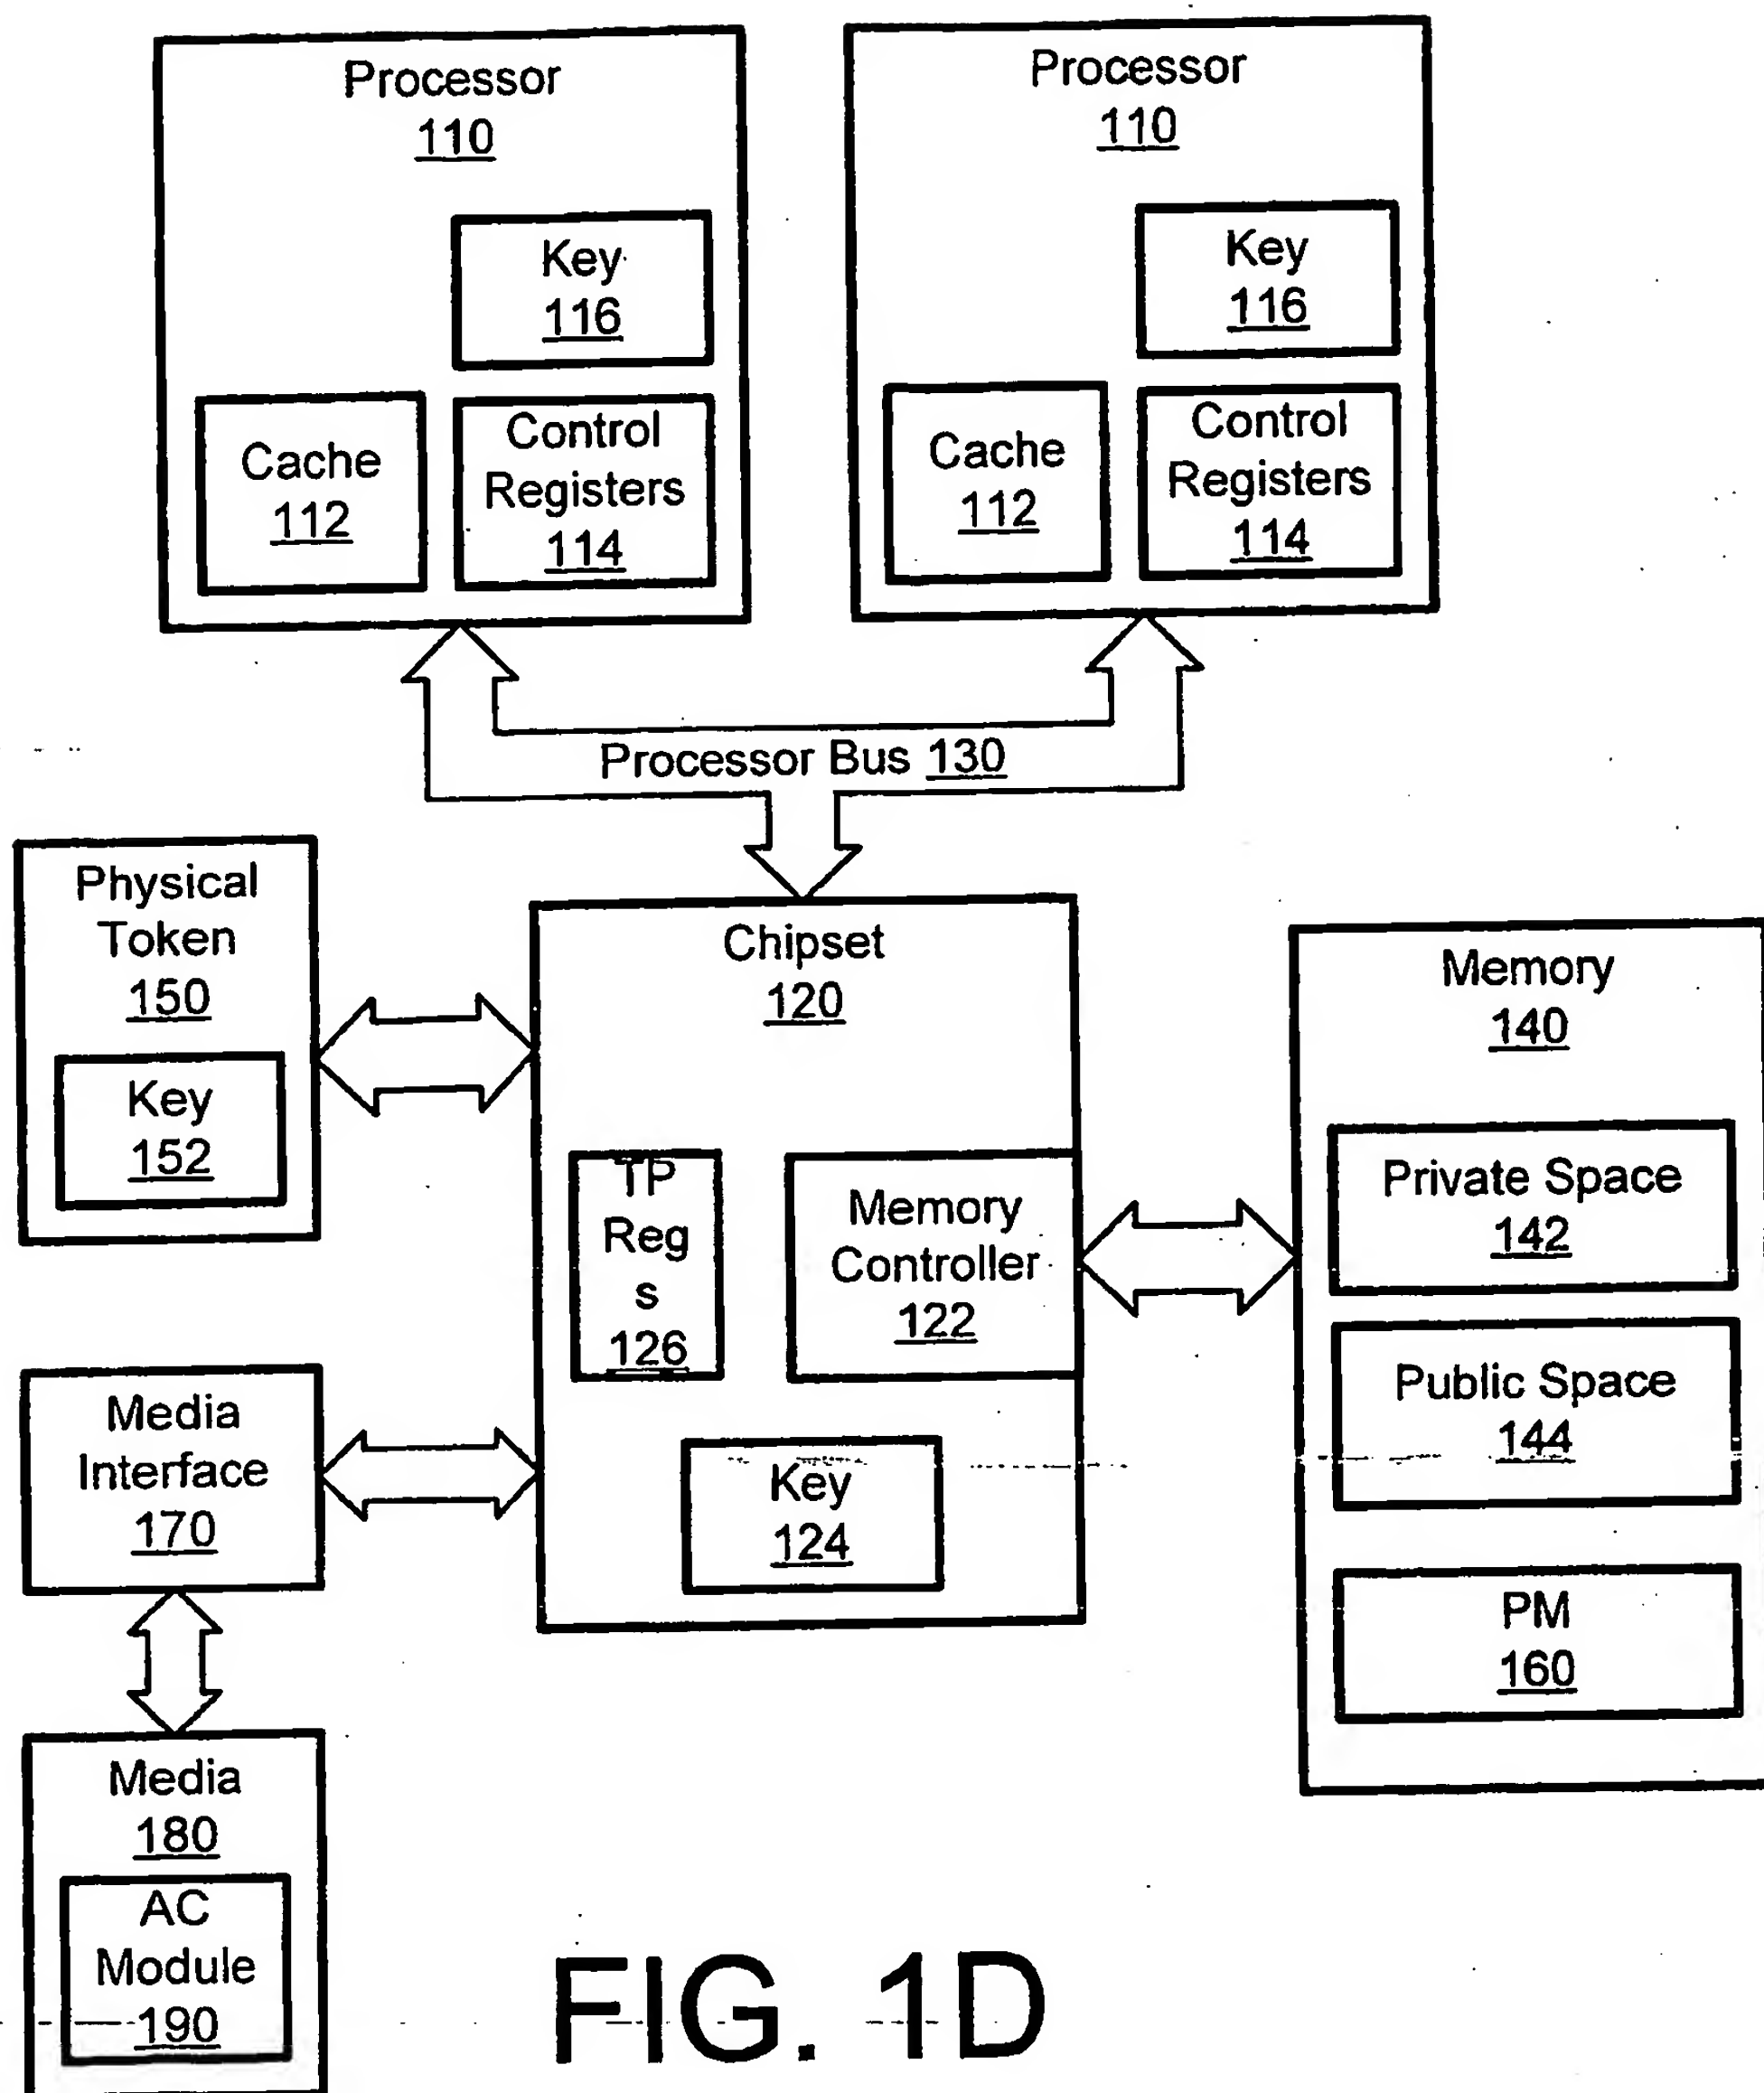 Processor
110
Key
116
Cache
112
Control
Registers
114
Processor
110
Key
116
Cache
112
Control
Registers
114
Processor Bus 130
Physical
Token
150
Key
152
Chipset
120
TP
Reg
s
126
Memory
Controller
122
Key
124
Memory
140
Private Space
142
Public Space
144
PM
160
Media
Interface
170
Media
180
AC
Module
190
FIG. 1D